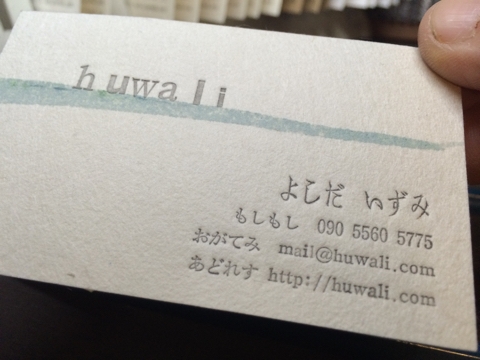 huwali
よしだ いずみ
もしもし 090 5560 5775
おがてみ mail@huwali.com
あどれす http://huwali.com